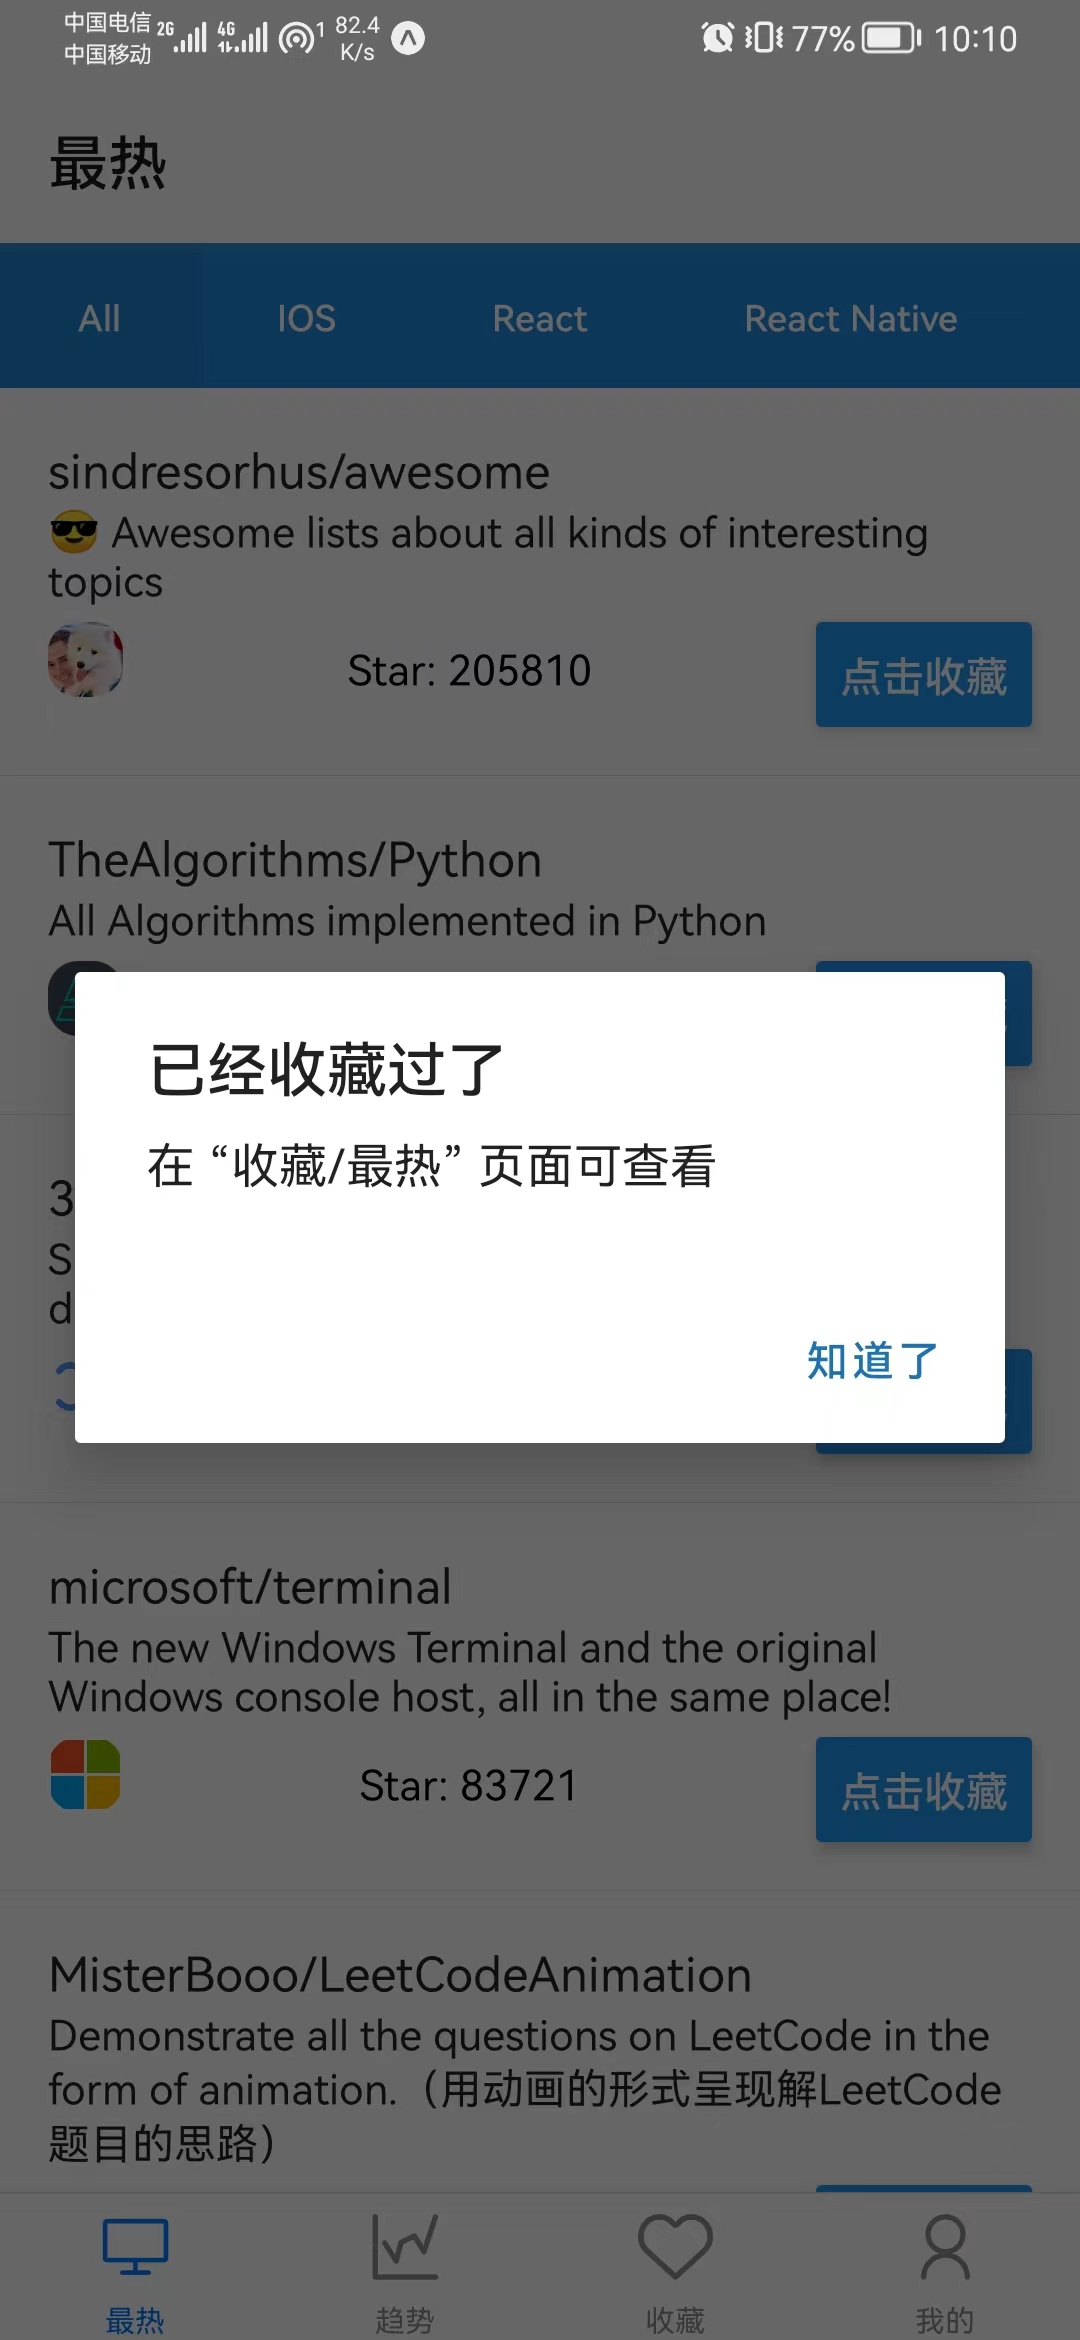 中国电信 2G 4G 1 82.4 K/s 77% 10:10
中国移动
最热
All IOS React React Native
sindresorhus/awesome
😎 Awesome lists about all kinds of interesting
topics
Star: 205810 点击收藏
TheAlgorithms/Python
All Algorithms implemented in Python
已经收藏过了
在 “收藏/最热” 页面可查看
3
S
d
知道了
microsoft/terminal
The new Windows Terminal and the original
Windows console host, all in the same place!
Star: 83721 点击收藏
MisterBooo/LeetCodeAnimation
Demonstrate all the questions on LeetCode in the
form of animation.（用动画的形式呈现解LeetCode
题目的思路）
最热 趋势 收藏 我的